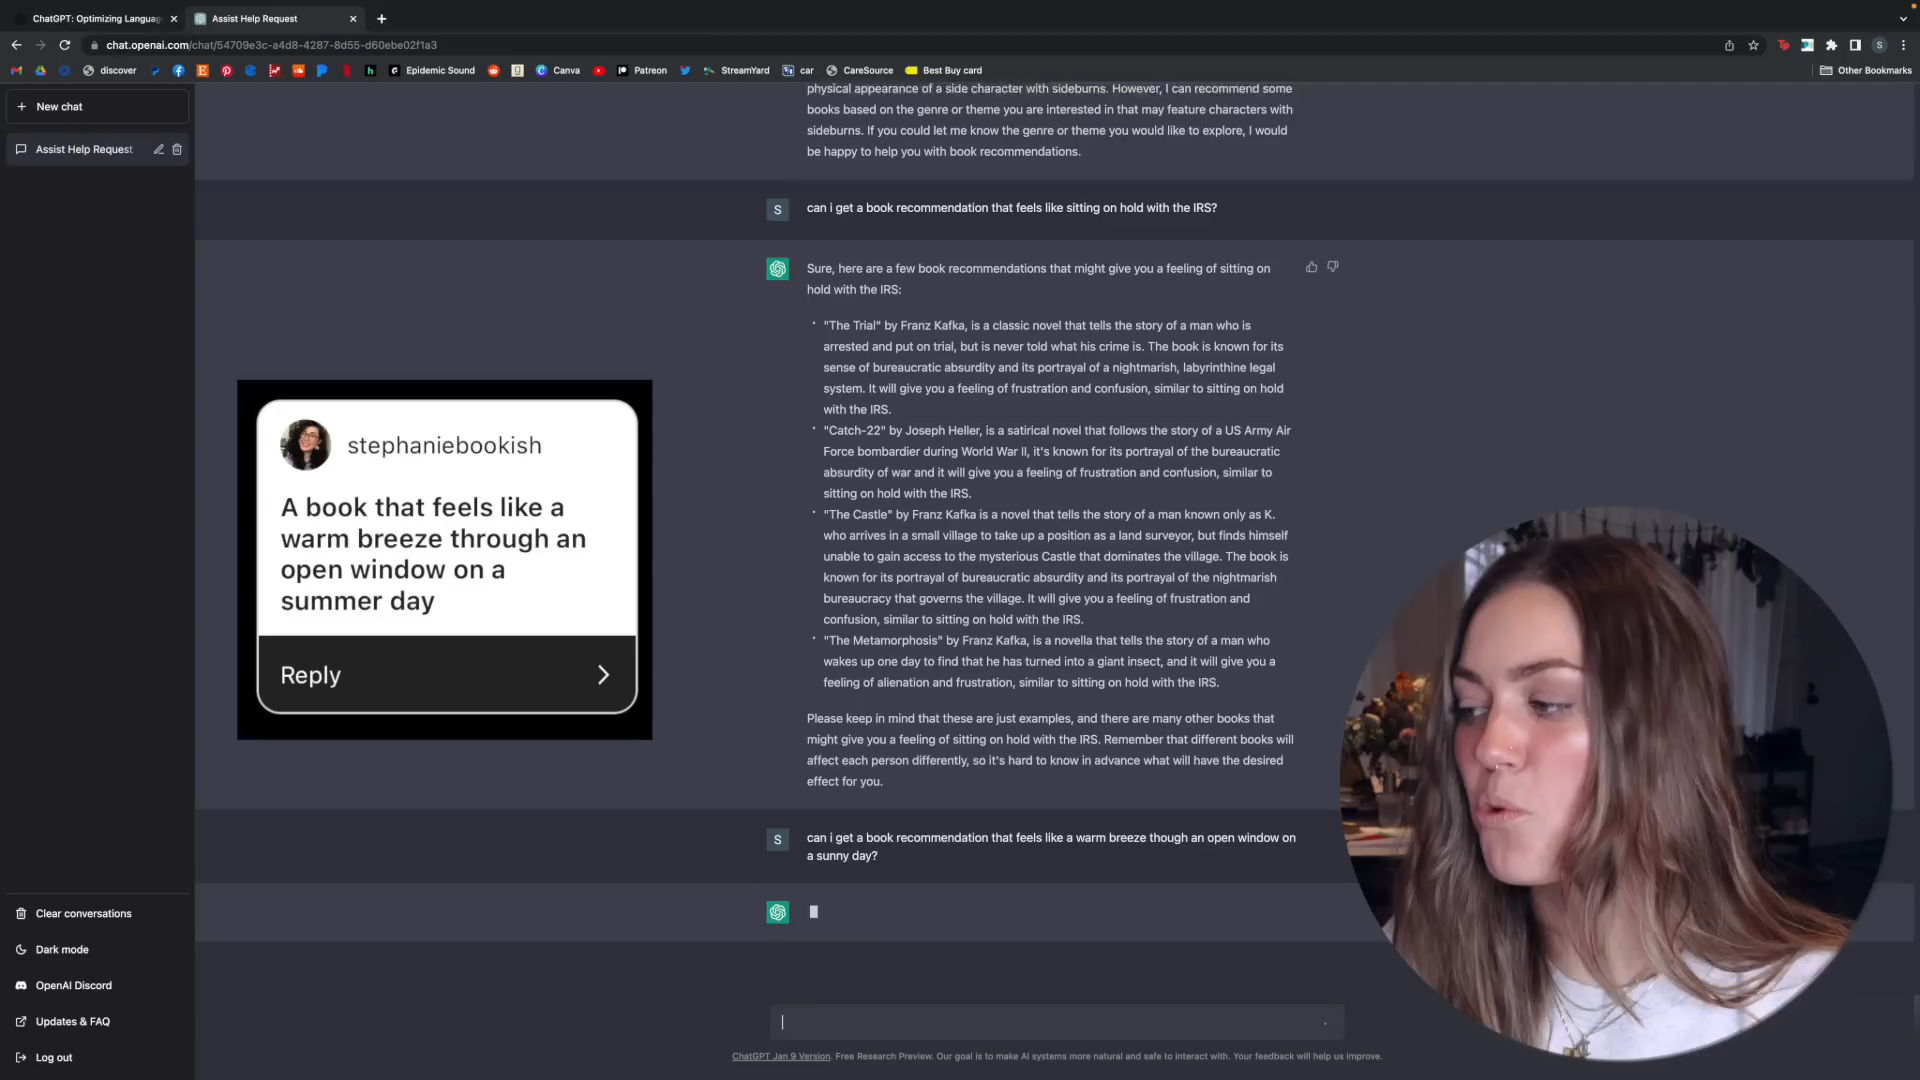 ChatGPT: Optimizing Languag
Assist Help Request
chat.openai.com/chat/54709e3c-a4d8-4287-8d55-d60ebe02f1a3
discover
Epidemic Sound
Canva
Patreon
StreamYard
car
CareSource
Best Buy card
Other Bookmarks
New chat
Assist Help Request
physical appearance of a side character with sideburns. However, I can recommend some
books based on the genre or theme you are interested in that may feature characters with
sideburns. If you could let me know the genre or theme you would like to explore, I would
be happy to help you with book recommendations.
S
can i get a book recommendation that feels like sitting on hold with the IRS?
Sure, here are a few book recommendations that might give you a feeling of sitting on
hold with the IRS:
• "The Trial" by Franz Kafka, is a classic novel that tells the story of a man who is
arrested and put on trial, but is never told what his crime is. The book is known for its
sense of bureaucratic absurdity and its portrayal of a nightmarish, labyrinthine legal
system. It will give you a feeling of frustration and confusion, similar to sitting on hold
with the IRS.
• "Catch-22" by Joseph Heller, is a satirical novel that follows the story of a US Army Air
Force bombardier during World War II, it's known for its portrayal of the bureaucratic
absurdity of war and it will give you a feeling of frustration and confusion, similar to
sitting on hold with the IRS.
• "The Castle" by Franz Kafka is a novel that tells the story of a man known only as K.
who arrives in a small village to take up a position as a land surveyor, but finds himself
unable to gain access to the mysterious Castle that dominates the village. The book is
known for its portrayal of bureaucratic absurdity and its portrayal of the nightmarish
bureaucracy that governs the village. It will give you a feeling of frustration and
confusion, similar to sitting on hold with the IRS.
• "The Metamorphosis" by Franz Kafka, is a novella that tells the story of a man who
wakes up one day to find that he has turned into a giant insect, and it will give you a
feeling of alienation and frustration, similar to sitting on hold with the IRS.
Please keep in mind that these are just examples, and there are many other books that
might give you a feeling of sitting on hold with the IRS. Remember that different books will
affect each person differently, so it's hard to know in advance what will have the desired
effect for you.
S
can i get a book recommendation that feels like a warm breeze though an open window on
a sunny day?
stephaniebookish
A book that feels like a
warm breeze through an
open window on a
summer day
Reply
Clear conversations
Dark mode
OpenAI Discord
Updates & FAQ
Log out
ChatGPT Jan 9 Version. Free Research Preview. Our goal is to make AI systems more natural and safe to interact with. Your feedback will help us improve.